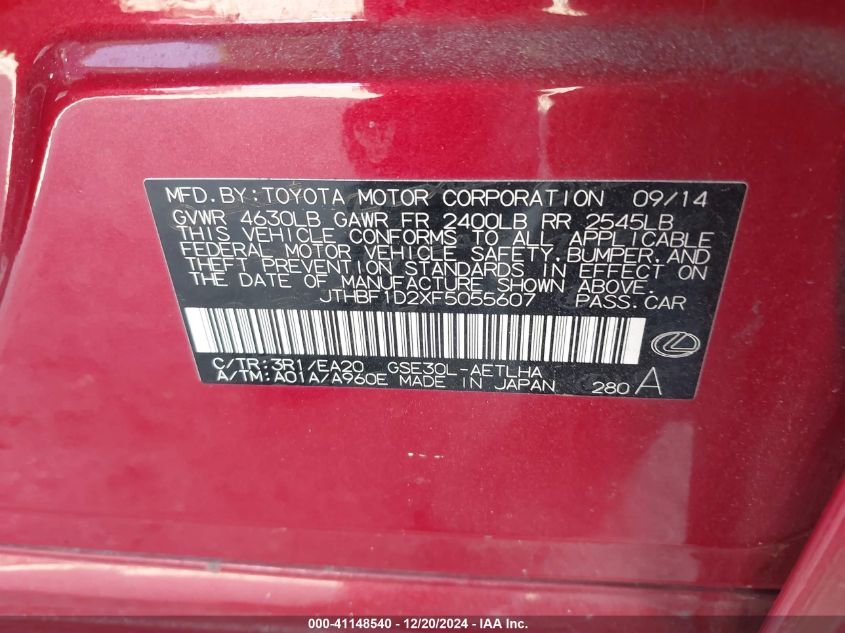 MFD.BY:TOYOTA MOTOR CORPORATION 09/14
GVWR 4630LB GAWR FR 2400LB RR 2545LB
THIS VEHICLE CONFORMS TO ALL APPLICABLE
FEDERAL MOTOR VEHICLE SAFETY,BUMPER,AND
THEFT PREVENTION STANDARDS IN EFFECT ON
THE DATE OF MANUFACTURE SHOWN ABOVE.
JTHBF1D2XF5055607 PASS.CAR
C/TR:3R1/EA20 GSE30L-AETLHA
A/TM:A01A/A960E MADE IN JAPAN 280 A
000-41148540 - 12/20/2024 - IAA, Inc.